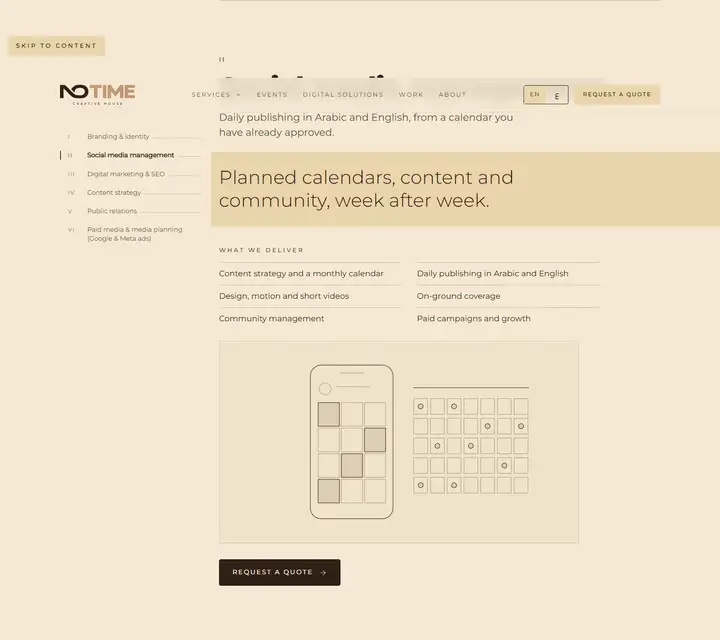 SKIP TO CONTENT
II
NOTIME
CREATIVE HOUSE
SERVICES
EVENTS
DIGITAL SOLUTIONS
WORK
ABOUT
EN
ع
REQUEST A QUOTE
I Branding & identity
II Social media management
III Digital marketing & SEO
IV Content strategy
V Public relations
VI Paid media & media planning
(Google & Meta ads)
Daily publishing in Arabic and English, from a calendar you
have already approved.
Planned calendars, content and
community, week after week.
WHAT WE DELIVER
Content strategy and a monthly calendar
Daily publishing in Arabic and English
Design, motion and short videos
On-ground coverage
Community management
Paid campaigns and growth
REQUEST A QUOTE →